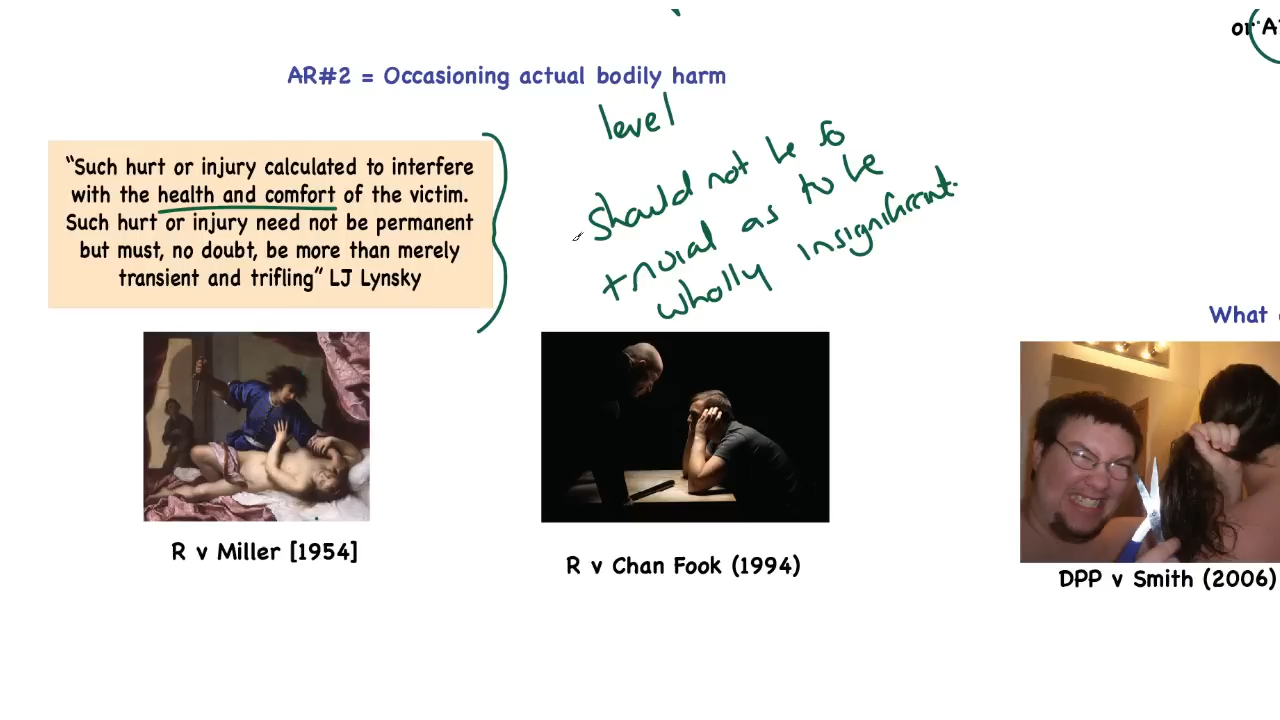 or A
AR#2 = Occasioning actual bodily harm
level
"Such hurt or injury calculated to interfere
with the health and comfort of the victim.
Such hurt or injury need not be permanent
but must, no doubt, be more than merely
transient and trifling" LJ Lynsky
should not be so
trivial as to be
wholly insignificant.
What
R v Miller [1954]
R v Chan Fook (1994)
DPP v Smith (2006)